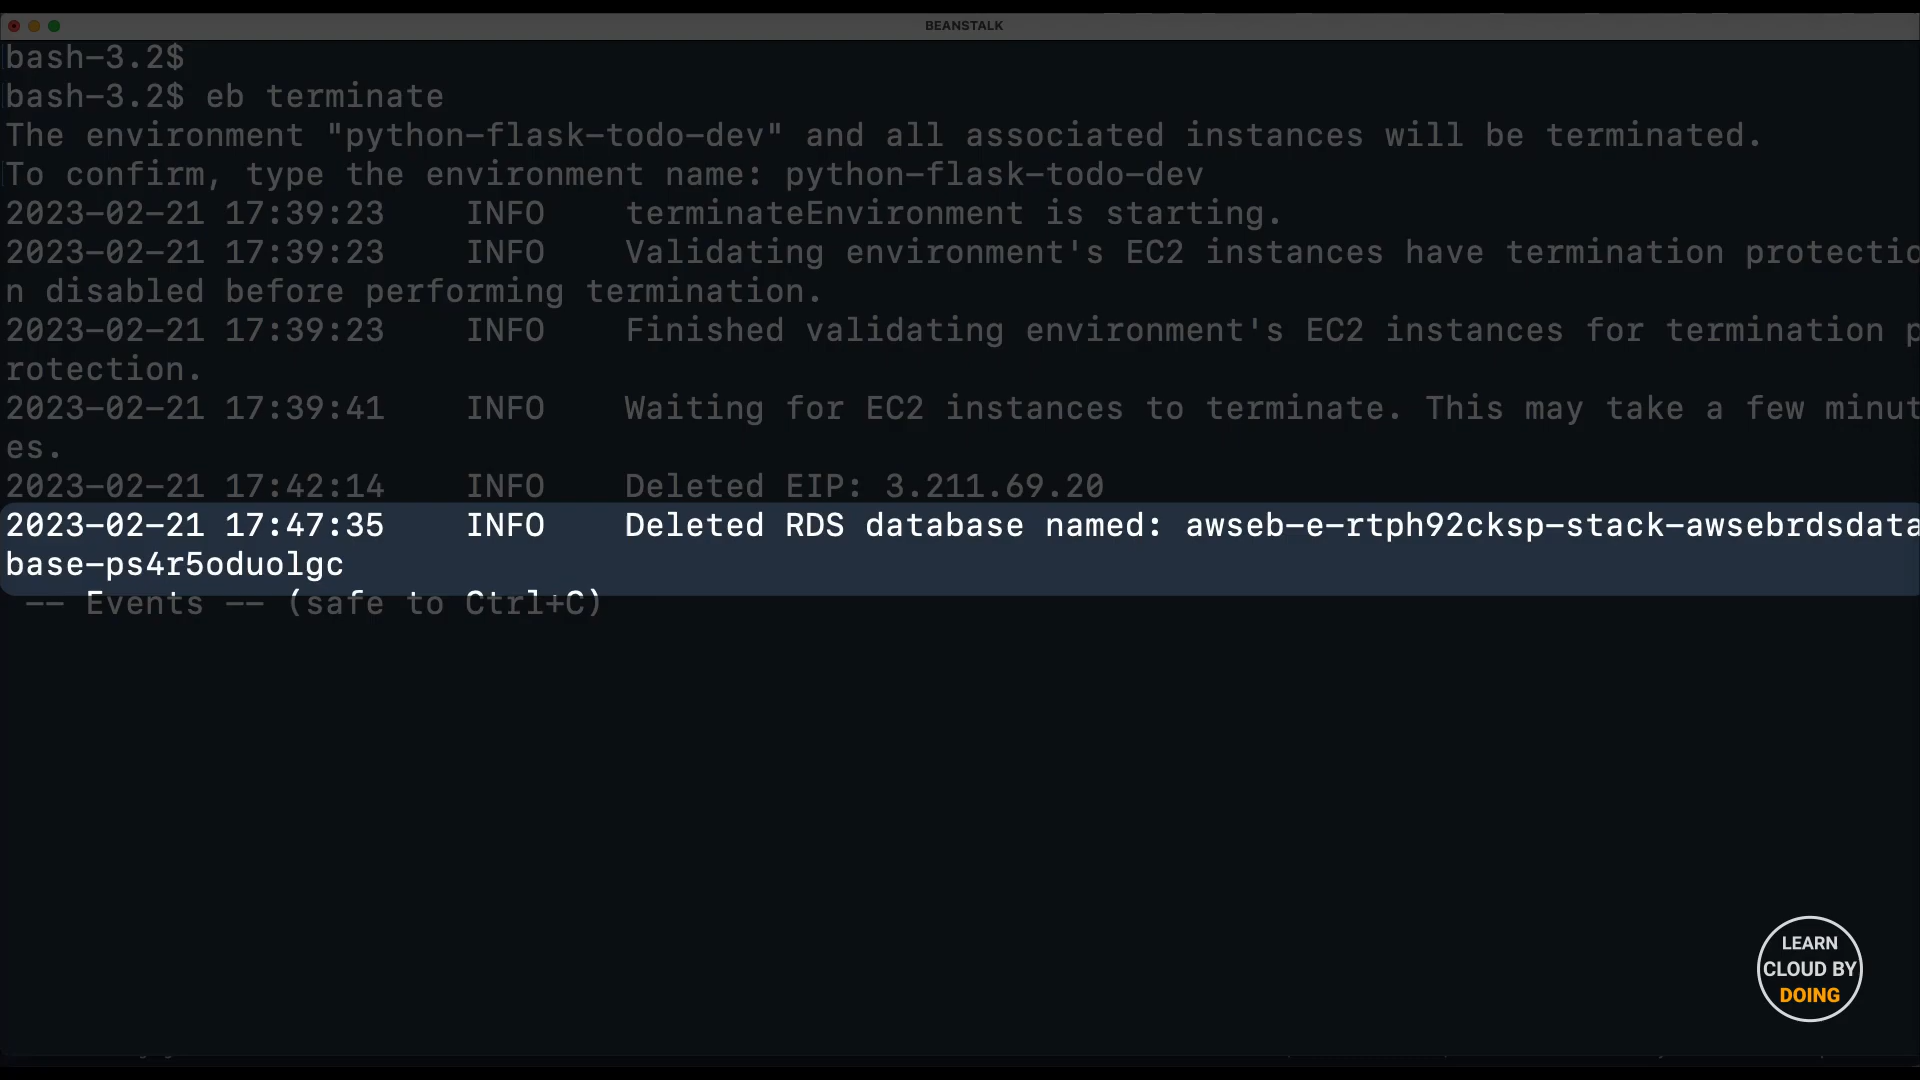 BEANSTALK
bash-3.2$
bash-3.2$ eb terminate
The environment "python-flask-todo-dev" and all associated instances will be terminated.
To confirm, type the environment name: python-flask-todo-dev
2023-02-21 17:39:23    INFO    terminateEnvironment is starting.
2023-02-21 17:39:23    INFO    Validating environment's EC2 instances have termination protectio
n disabled before performing termination.
2023-02-21 17:39:23    INFO    Finished validating environment's EC2 instances for termination p
rotection.
2023-02-21 17:39:41    INFO    Waiting for EC2 instances to terminate. This may take a few minut
es.
2023-02-21 17:42:14    INFO    Deleted EIP: 3.211.69.20
2023-02-21 17:47:35    INFO    Deleted RDS database named: awseb-e-rtph92cksp-stack-awsebrdsdata
base-ps4r5oduolgc
-- Events -- (safe to Ctrl+C)
LEARN
CLOUD BY
DOING